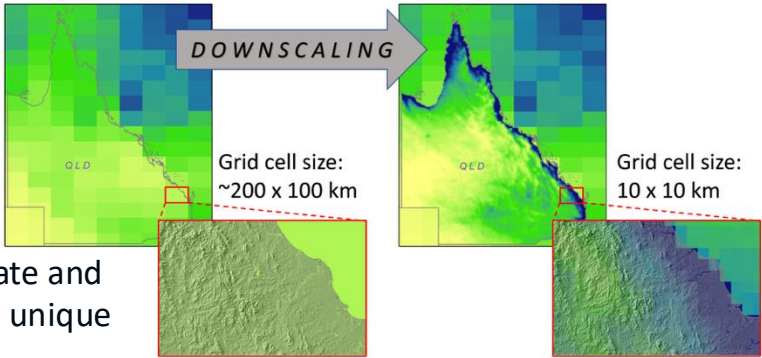 DOWNSCALING
QLD
Grid cell size:
~200 x 100 km
QLD
Grid cell size:
10 x 10 km
ate and
unique